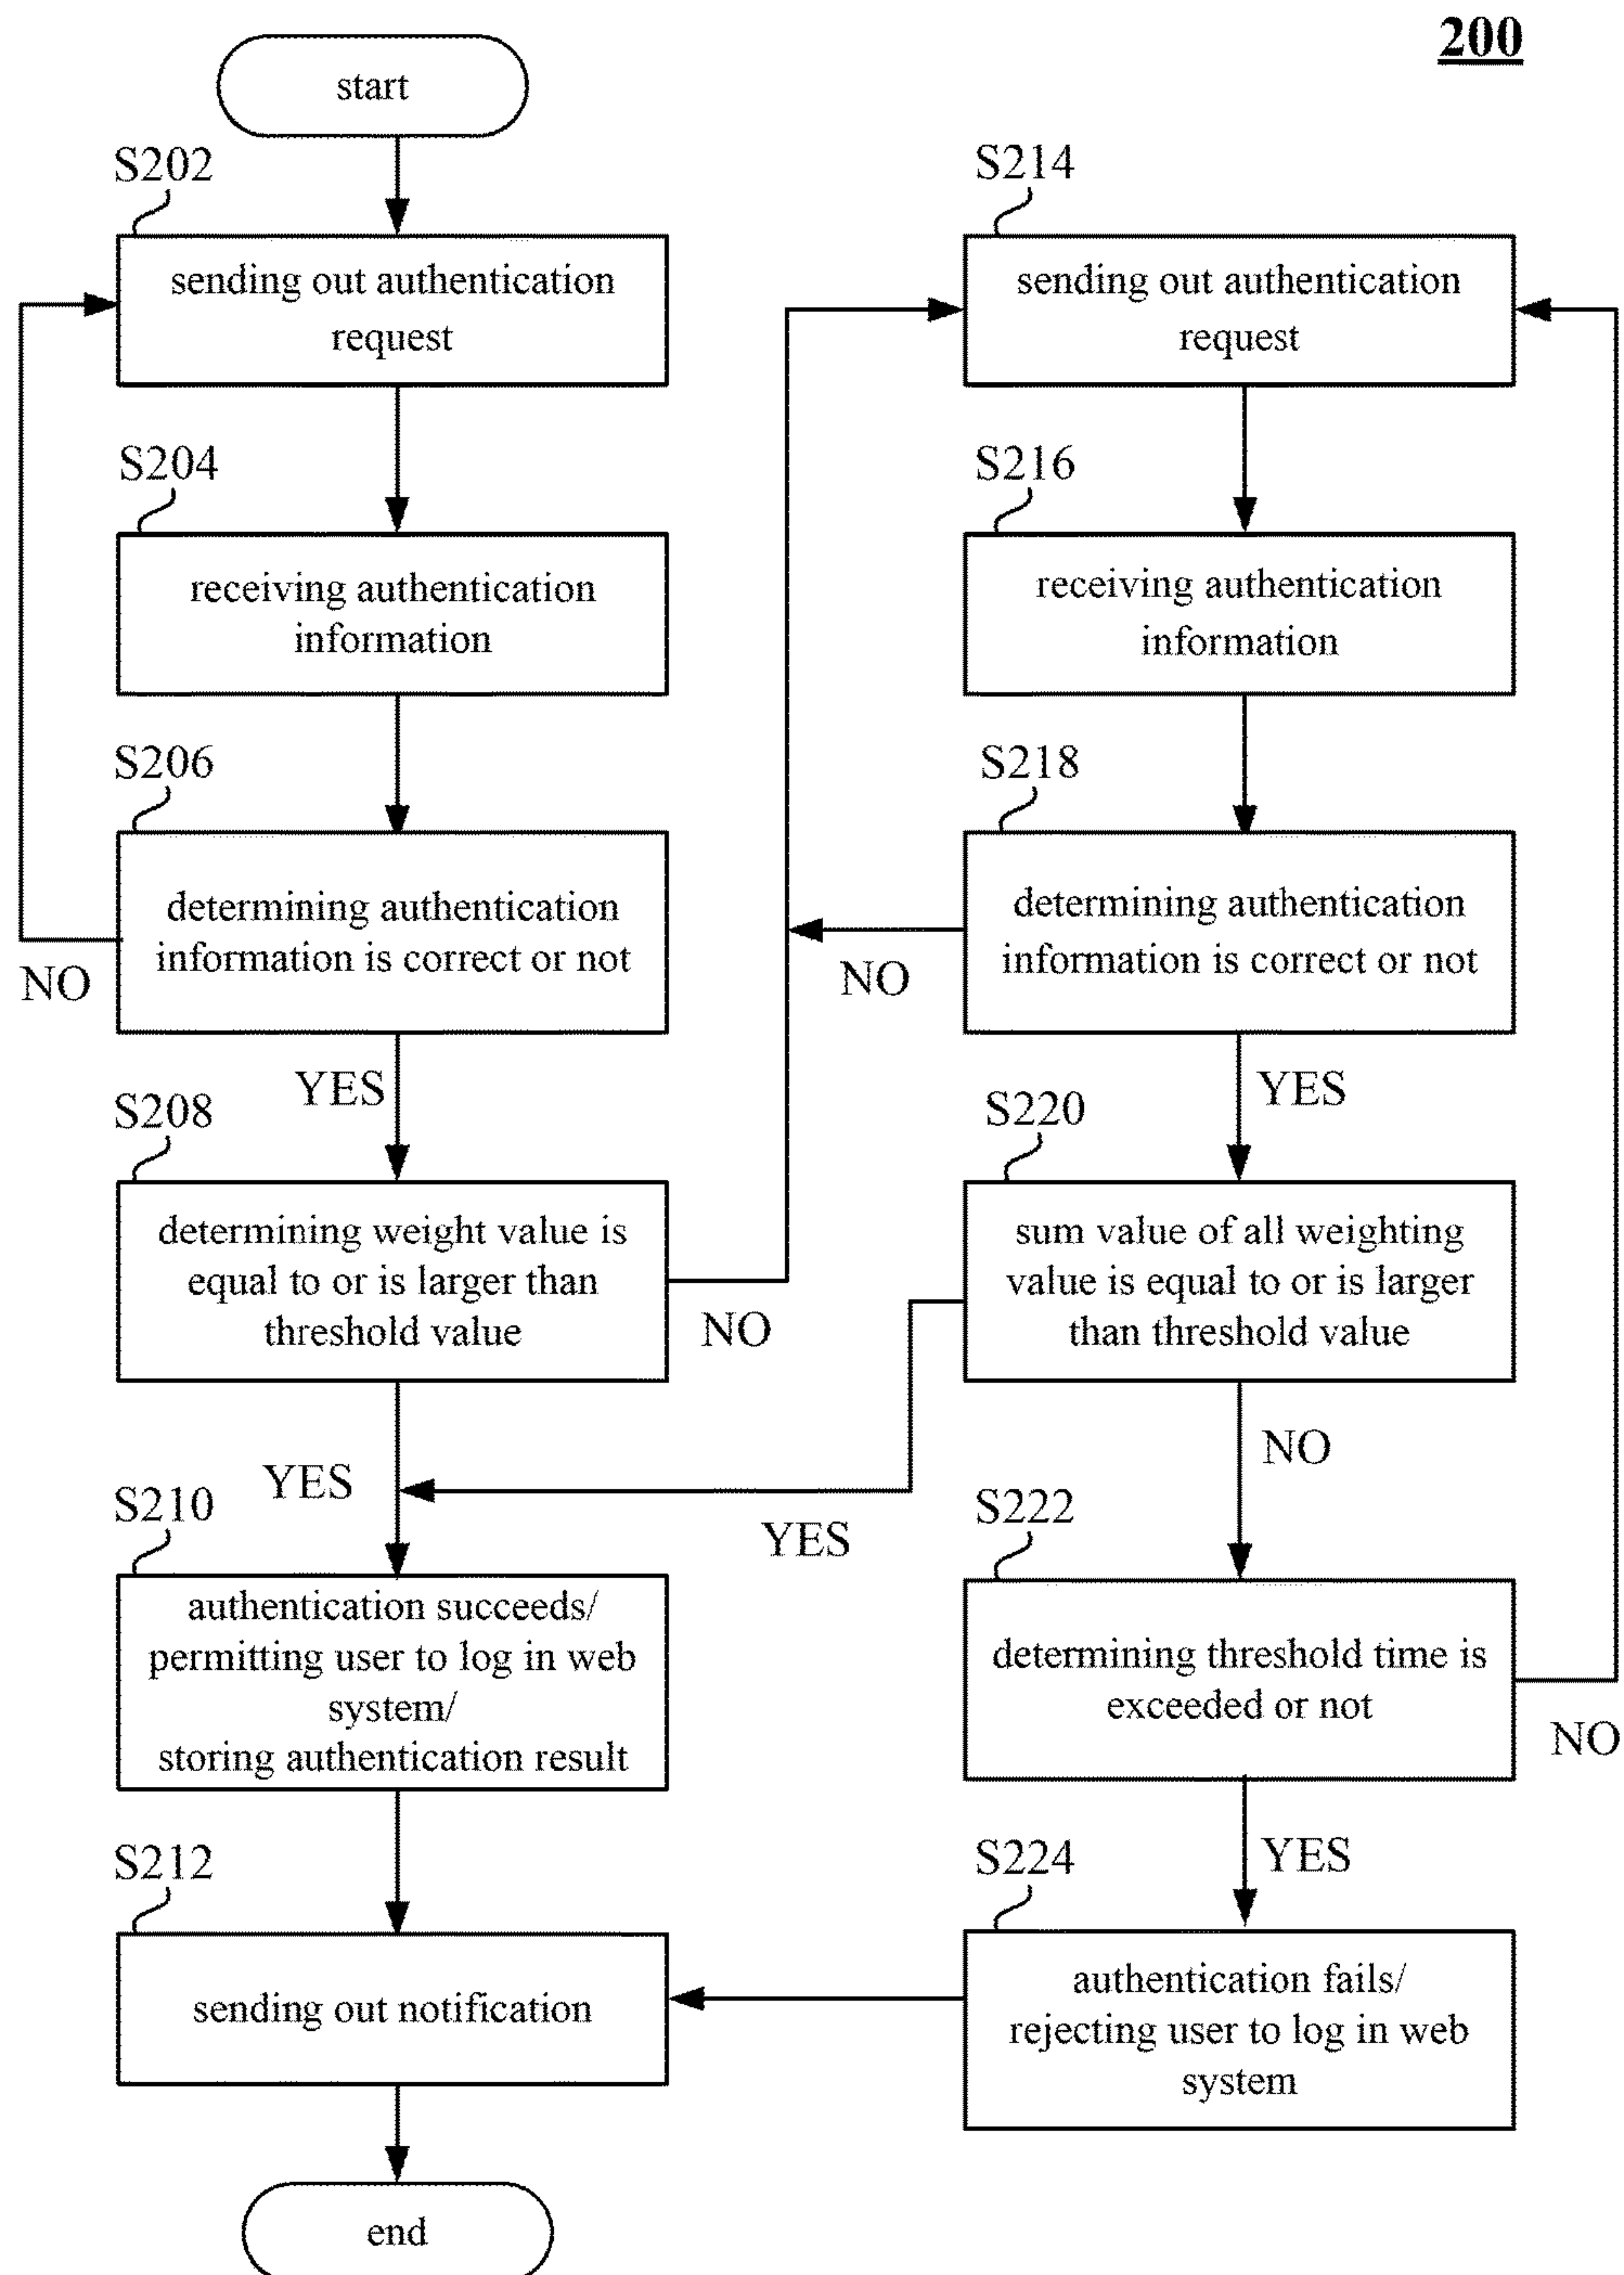 200
start
S202
sending out authentication
request
S204
receiving authentication
information
S206
determining authentication
information is correct or not
NO
YES
S208
determining weight value is
equal to or is larger than
threshold value
NO
YES
S210
authentication succeeds/
permitting user to log in web
system/
storing authentication result
S212
sending out notification
end
S214
sending out authentication
request
S216
receiving authentication
information
S218
determining authentication
information is correct or not
NO
YES
S220
sum value of all weighting
value is equal to or is larger
than threshold value
YES
NO
S222
determining threshold time is
exceeded or not
NO
YES
S224
authentication fails/
rejecting user to log in web
system